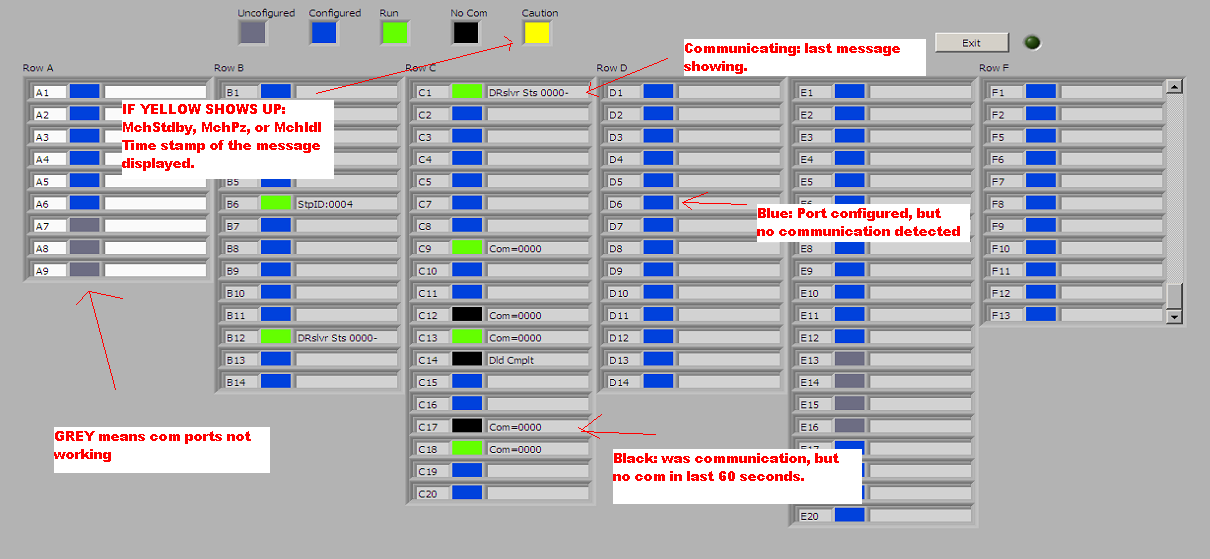 Uncofigured Configured Run No Com Caution
Exit
Communicating: last message
showing.
Row A Row B Row C Row D Row F
IF YELLOW SHOWS UP:
MchStdby, MchPz, or MchIdl
Time stamp of the message
displayed.
A1
A2
A3
A4
A5
A6
A7
A8
A9
GREY means com ports not
working
B1
B5
B6 StpID:0004
B7
B8
B9
B10
B11
B12 DRslvr Sts 0000-
B13
B14
C1 DRslvr Sts 0000-
C2
C3
C4
C5
C7
C8
C9 Com=0000
C10
C11
C12 Com=0000
C13 Com=0000
C14 Dld Cmplt
C15
C16
C17 Com=0000
C18 Com=0000
C19
C20
D1
D2
D3
D4
D5
D6
D7
D8
D9
D10
D11
D12
D13
D14
Blue: Port configured, but
no communication detected
Black: was communication, but
no com in last 60 seconds.
E1
E2
E3
E4
E5
E8
E9
E10
E11
E12
E13
E14
E15
E16
E20
F1
F2
F5
F6
F7
F8
F9
F10
F11
F12
F13